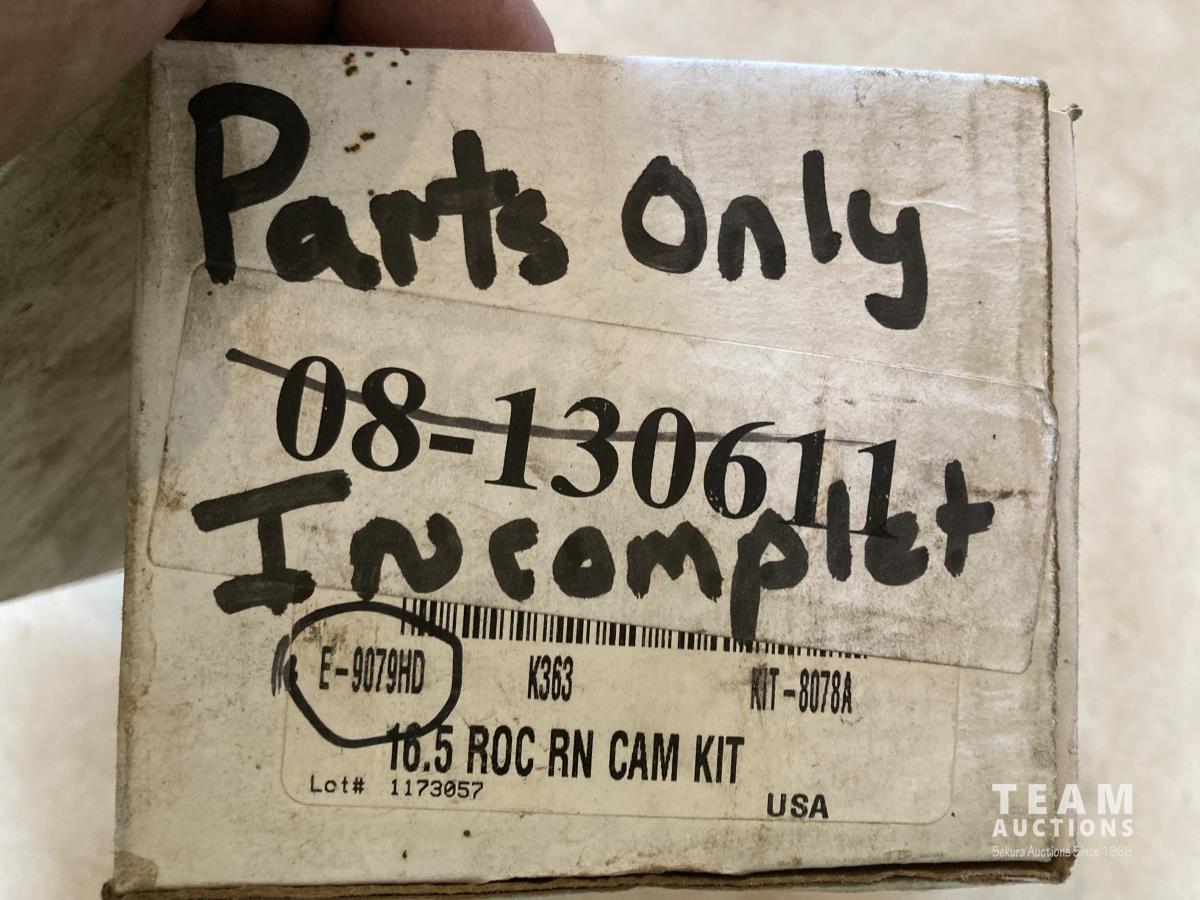 Parts Only
08-130611
Incomplet
E-9079HD K363 KIT-8078A
16.5 ROC RN CAM KIT
Lot# 1173057
USA
TEAM
AUCTIONS
Sekura Auctions Since 1966